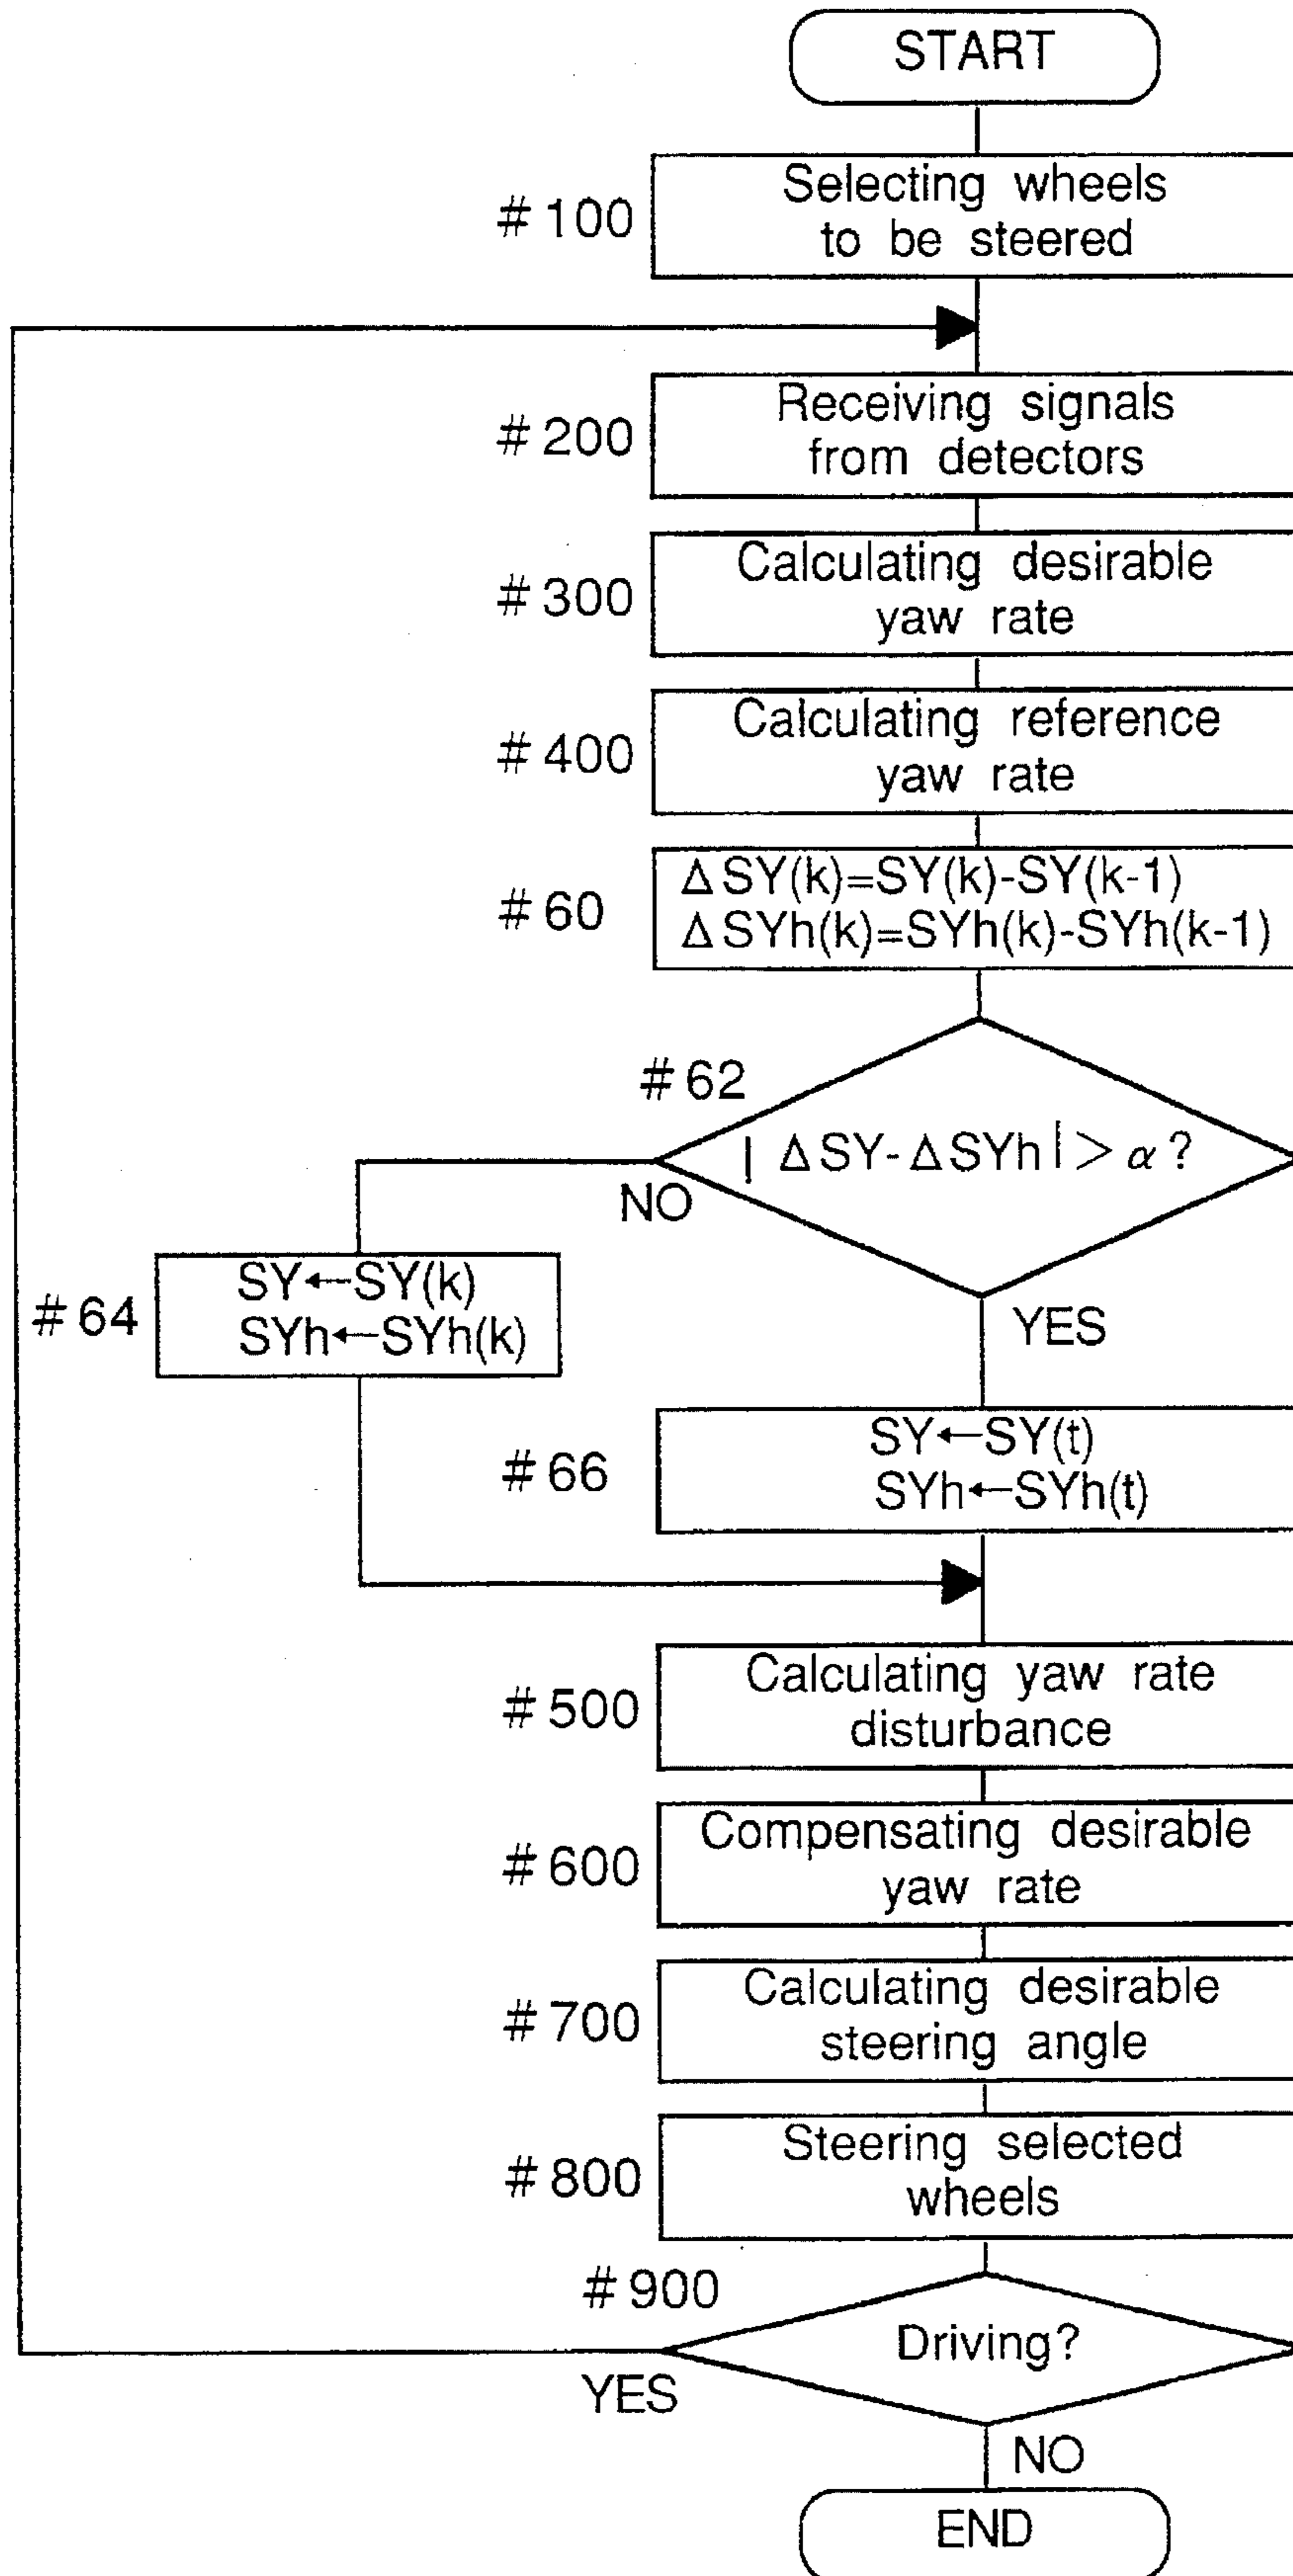 START
#100
Selecting wheels
to be steered
#200
Receiving signals
from detectors
#300
Calculating desirable
yaw rate
#400
Calculating reference
yaw rate
#60
ΔSY(k)=SY(k)-SY(k-1)
ΔSYh(k)=SYh(k)-SYh(k-1)
#62
| ΔSY-ΔSYh|>α?
NO
YES
#64
SY←SY(k)
SYh←SYh(k)
#66
SY←SY(t)
SYh←SYh(t)
#500
Calculating yaw rate
disturbance
#600
Compensating desirable
yaw rate
#700
Calculating desirable
steering angle
#800
Steering selected
wheels
#900
Driving?
YES
NO
END